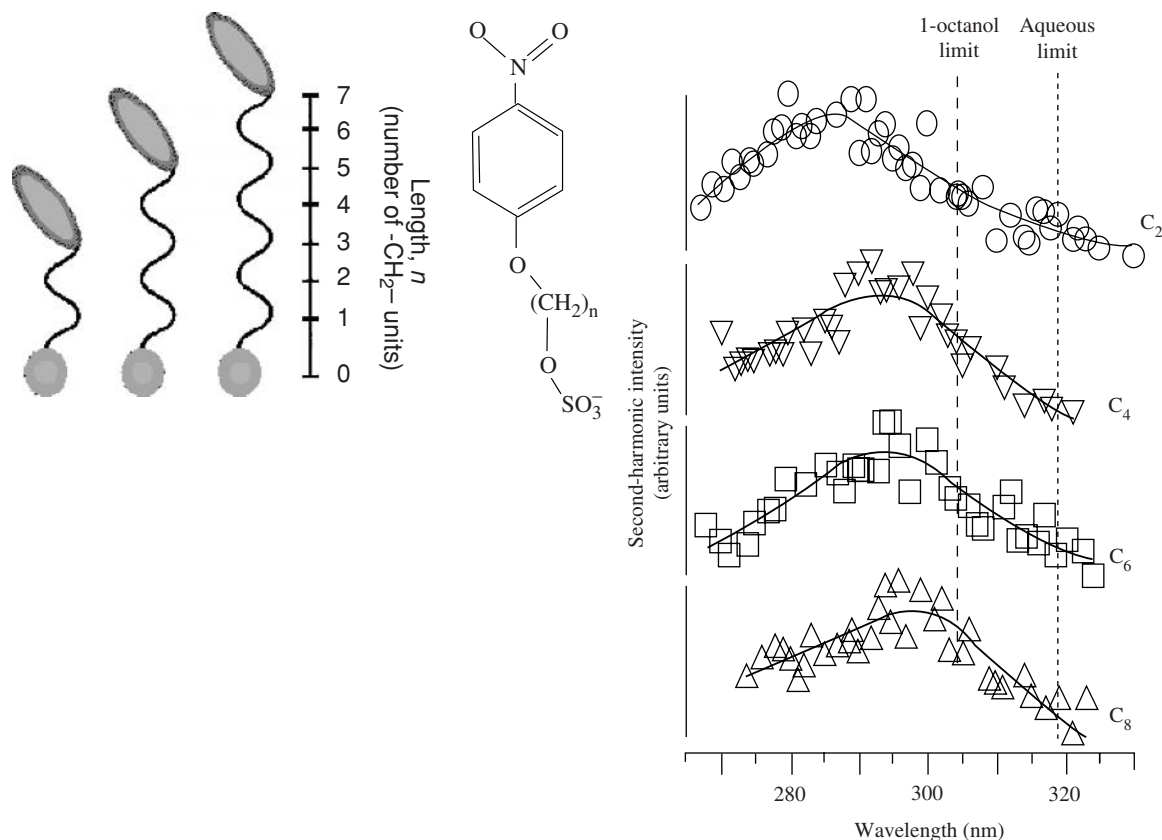 7
6
5
4
3
2
1
0
Length, n
(number of -CH₂– units)
O
O⁻
N
O
(CH₂)ₙ
O
SO₃⁻
1-octanol
limit
Aqueous
limit
C₂
C₄
C₆
C₈
Second-harmonic intensity
(arbitrary units)
280
300
320
Wavelength (nm)